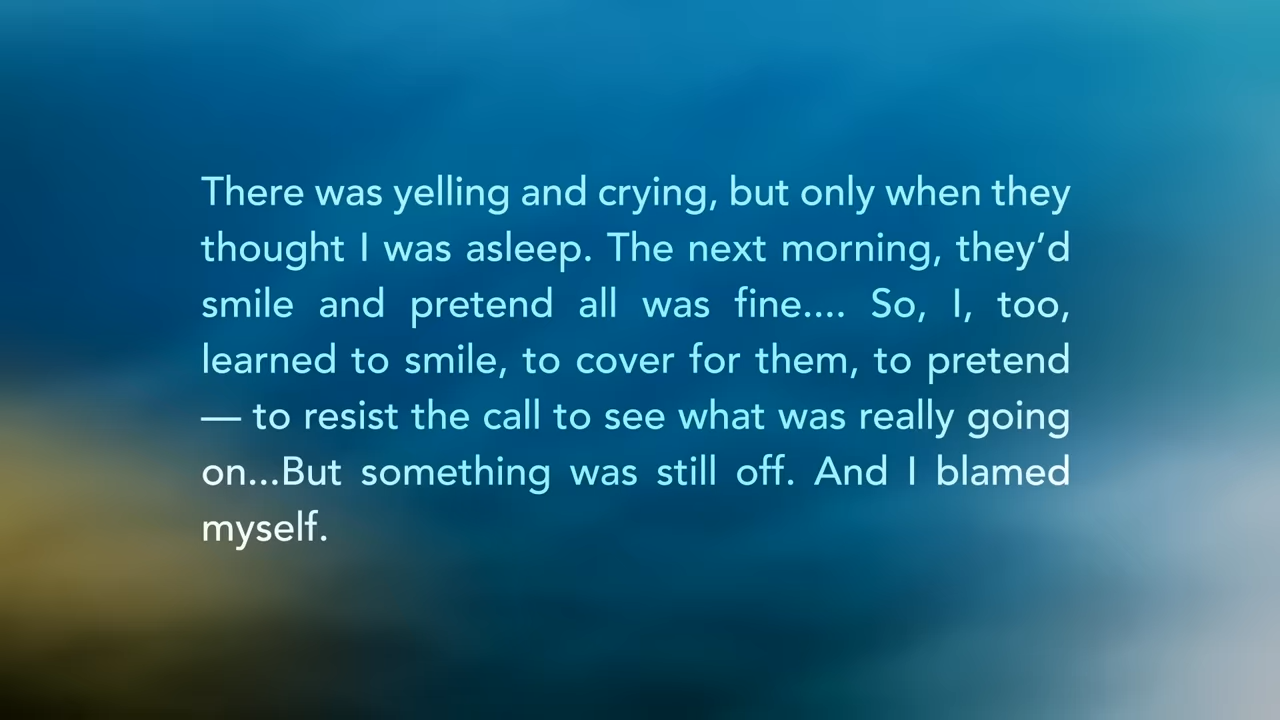 There was yelling and crying, but only when they
thought I was asleep. The next morning, they’d
smile and pretend all was fine.... So, I, too,
learned to smile, to cover for them, to pretend
— to resist the call to see what was really going
on...But something was still off. And I blamed
myself.